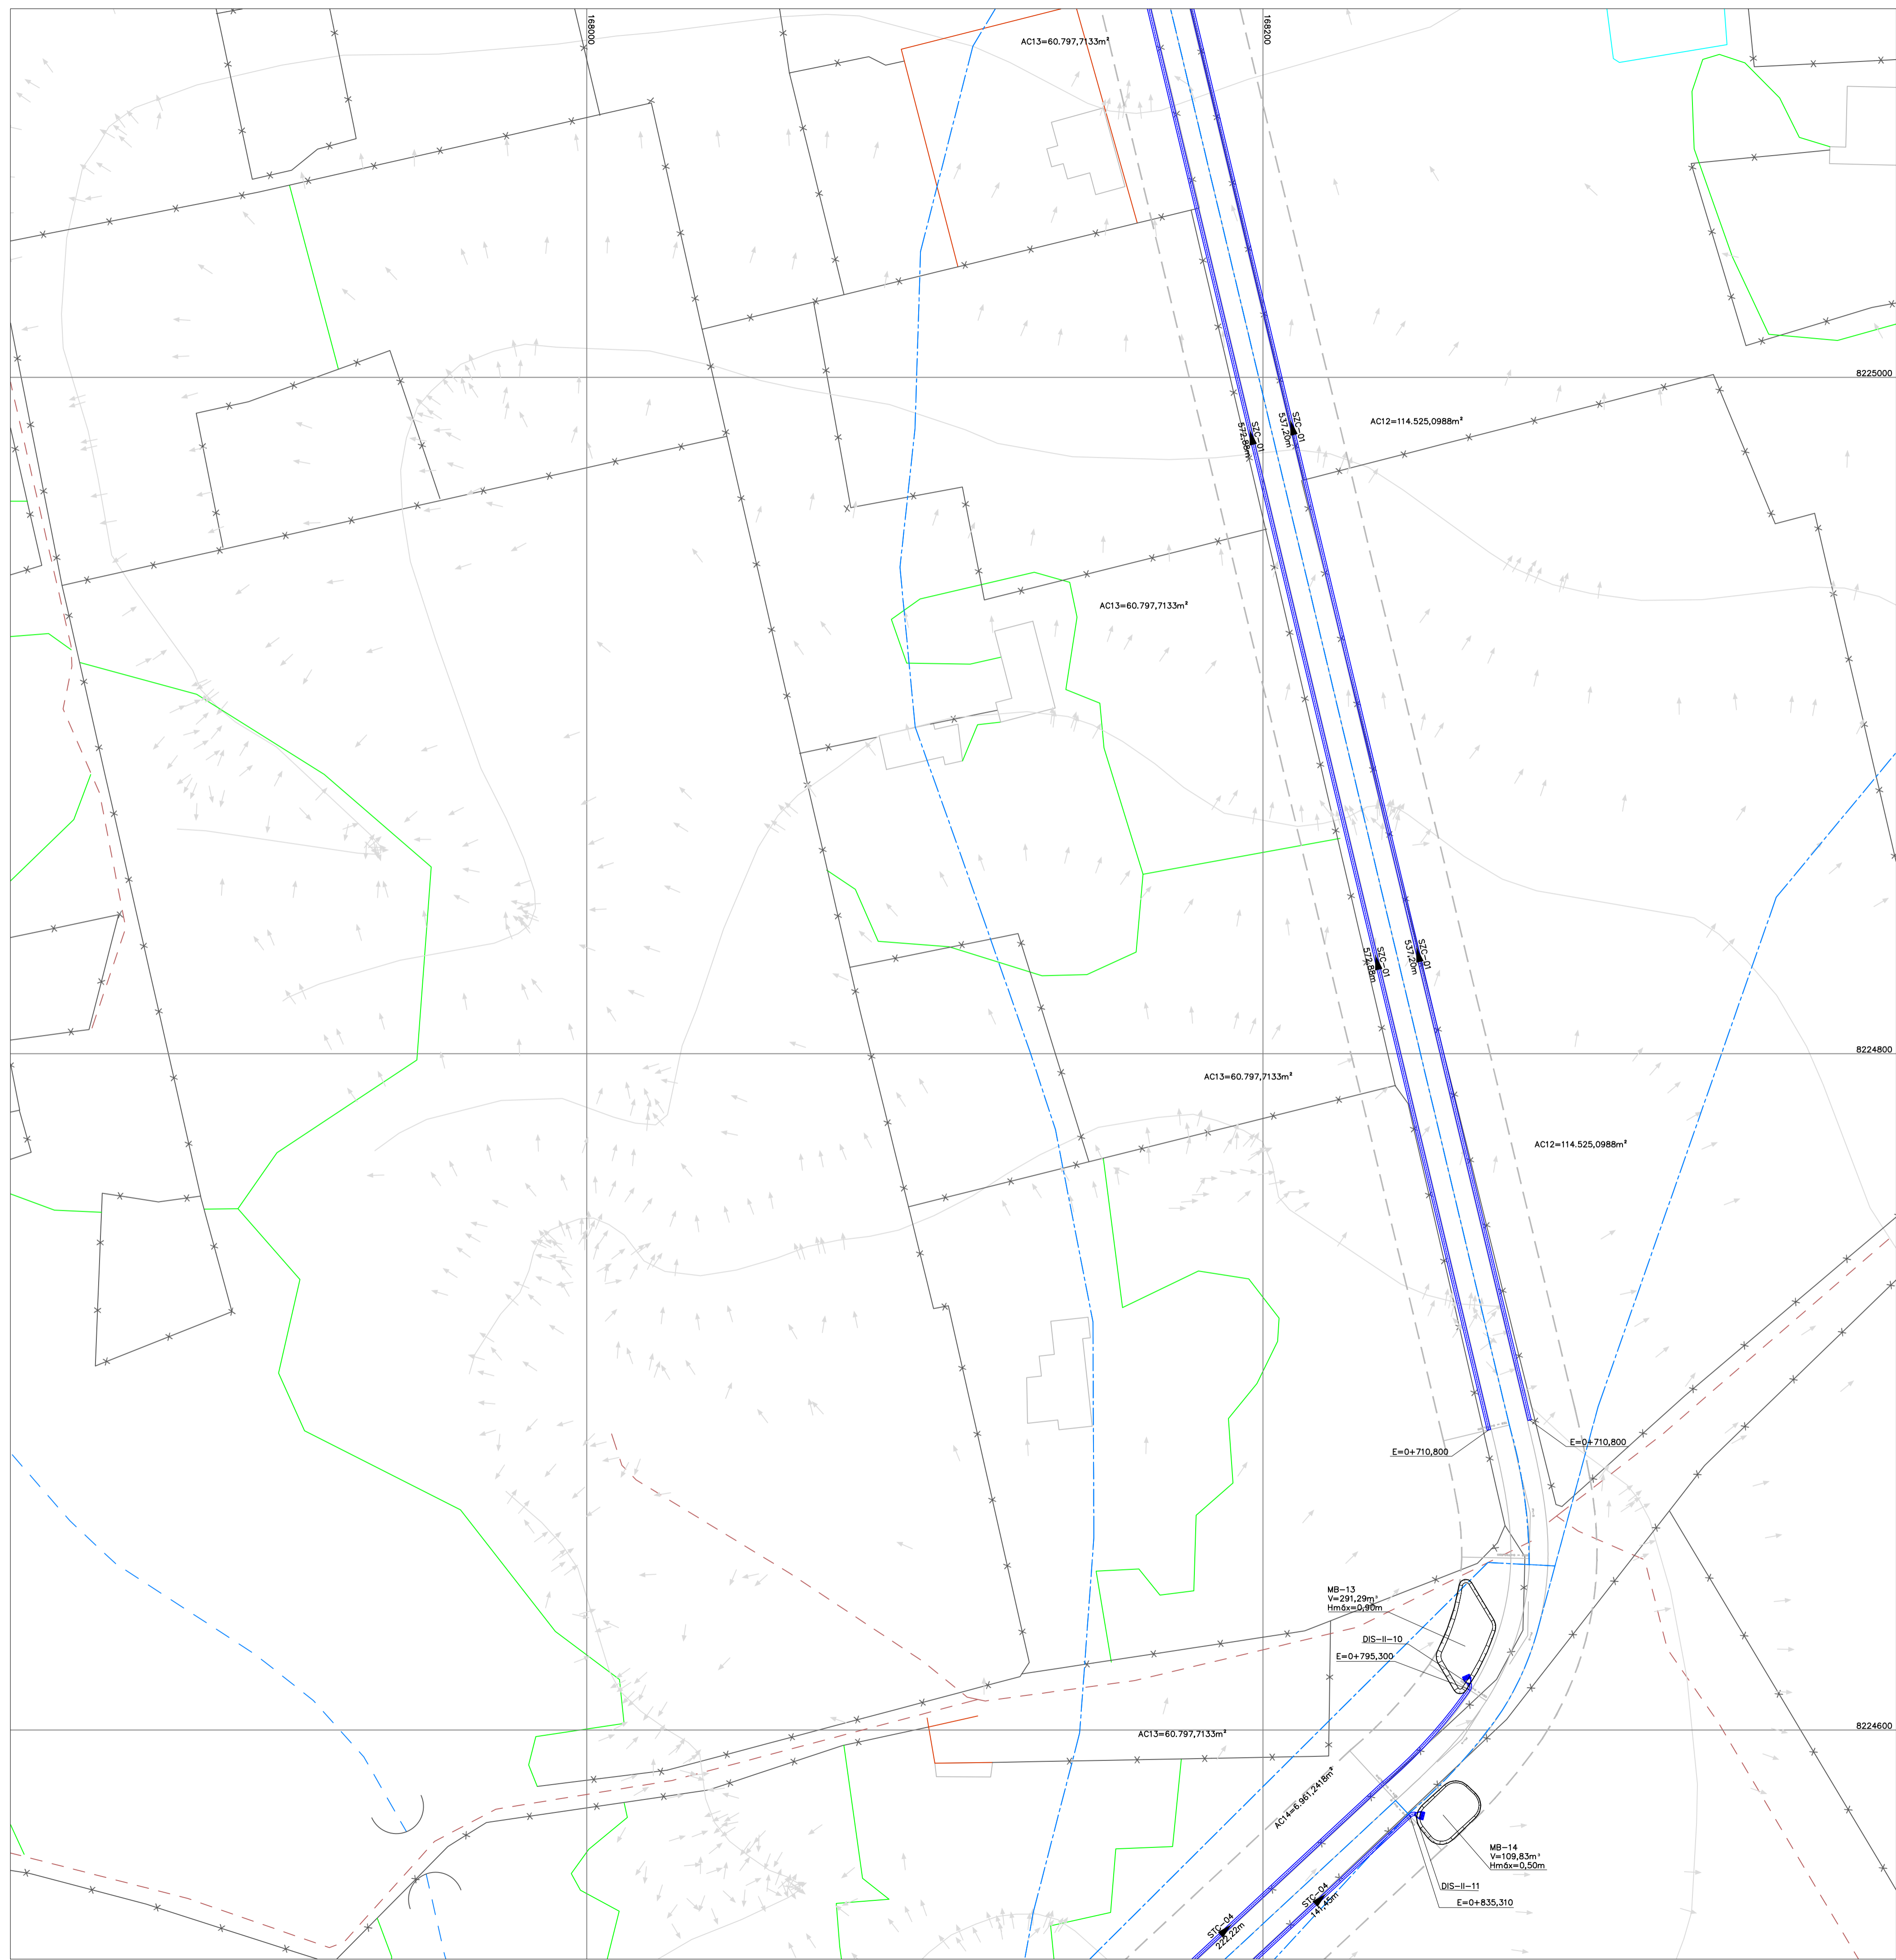 168000
168200
AC13=60.797,7133m²
8225000
SZC-01
572,88m
SZC-01
537,20m
AC12=114.525,0988m²
AC13=60.797,7133m²
SZC-01
572,88m
SZC-01
537,20m
8224800
AC13=60.797,7133m²
AC12=114.525,0988m²
E=0+710,800
E=0+710,800
MB-13
V=291,29m³
Hmáx=0,90m
DIS-II-10
E=0+795,300
8224600
AC13=60.797,7133m²
AC14=6.961,2418m²
MB-14
V=109,83m³
Hmáx=0,50m
DIS-II-11
E=0+835,310
STC-04
222,22m
STC-04
141,45m